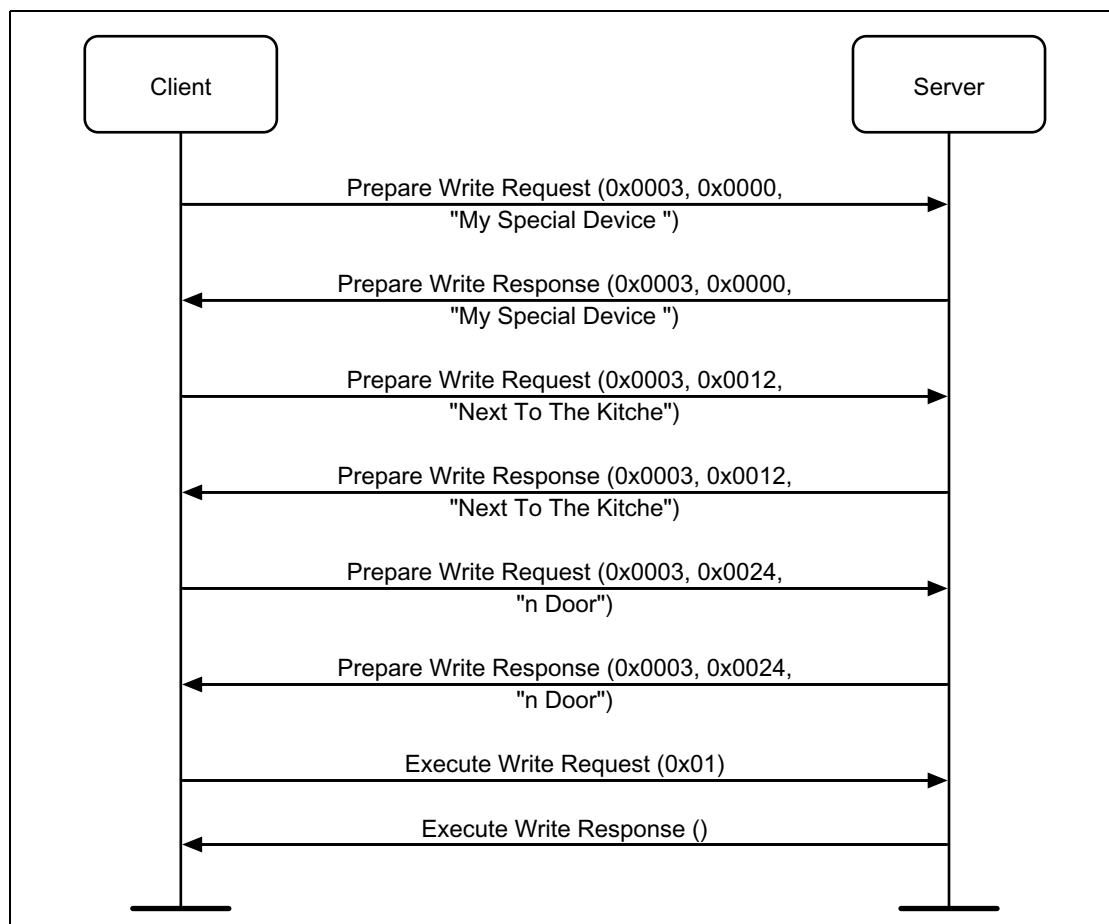 Client
Server
Prepare Write Request (0x0003, 0x0000,
"My Special Device ")
Prepare Write Response (0x0003, 0x0000,
"My Special Device ")
Prepare Write Request (0x0003, 0x0012,
"Next To The Kitche")
Prepare Write Response (0x0003, 0x0012,
"Next To The Kitche")
Prepare Write Request (0x0003, 0x0024,
"n Door")
Prepare Write Response (0x0003, 0x0024,
"n Door")
Execute Write Request (0x01)
Execute Write Response ()